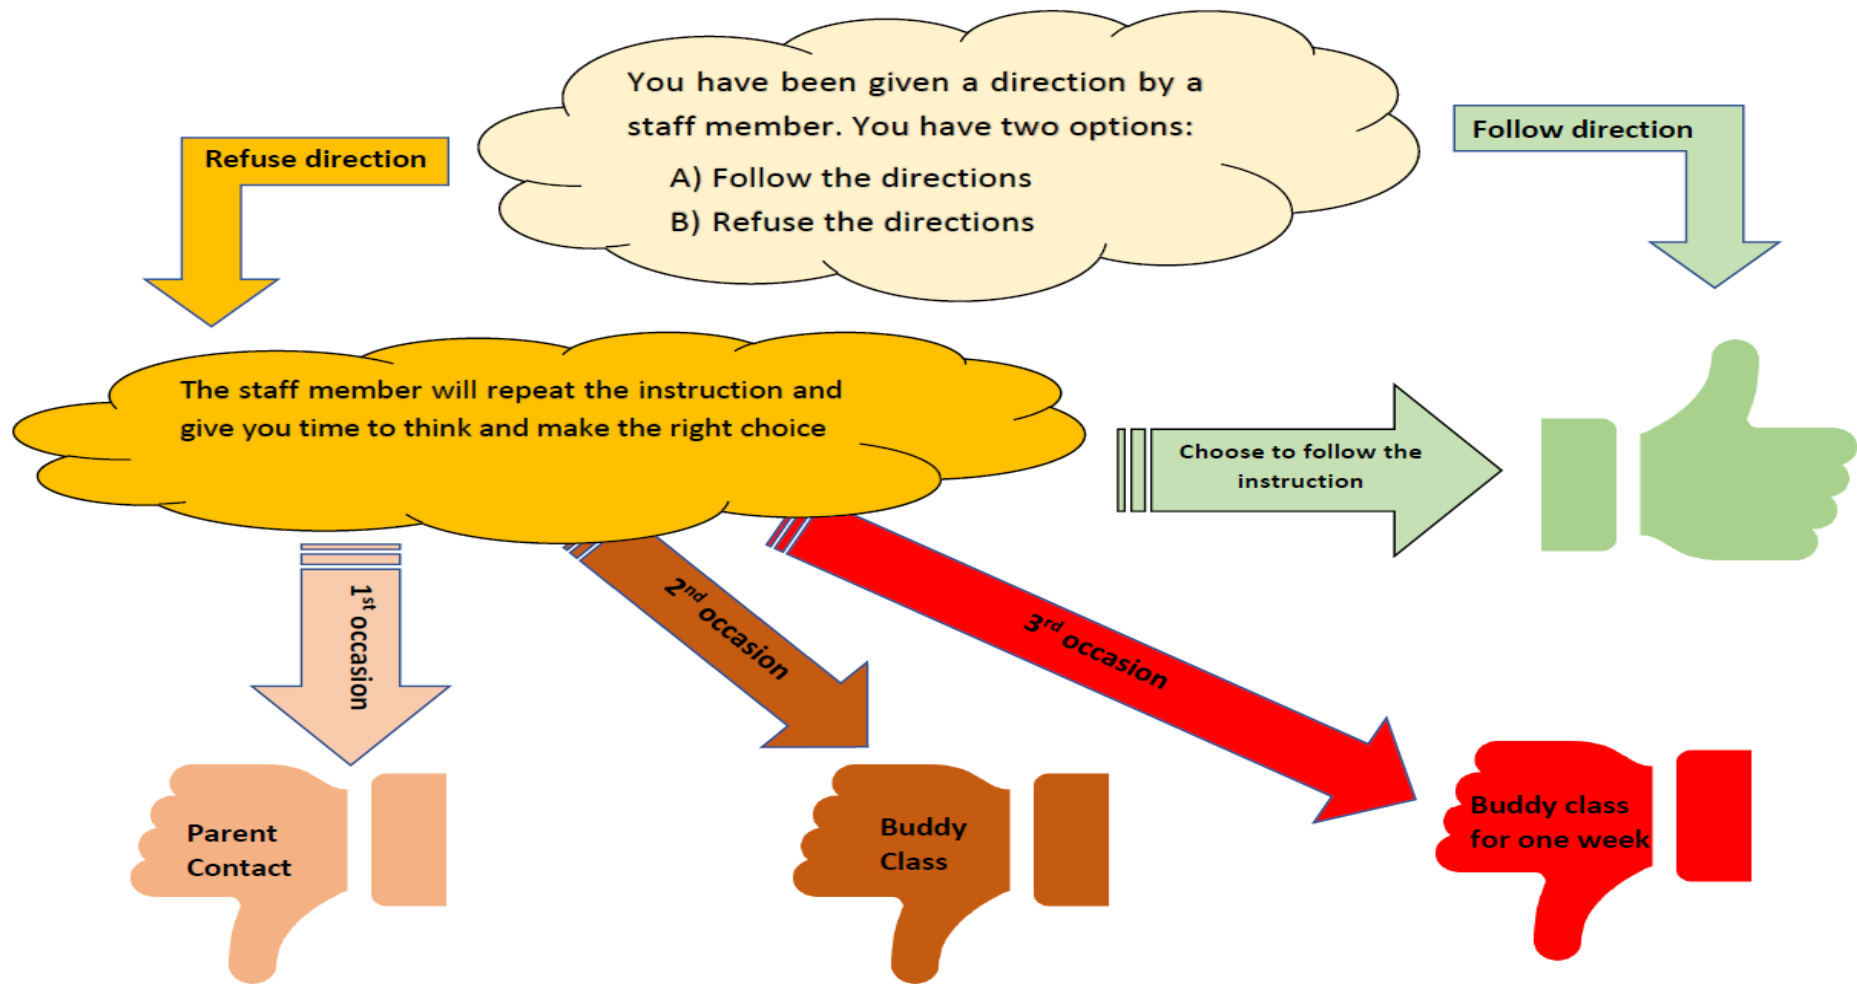 You have been given a direction by a
staff member. You have two options:
A) Follow the directions
B) Refuse the directions
Refuse direction
Follow direction
The staff member will repeat the instruction and
give you time to think and make the right choice
Choose to follow the
instruction
1st occasion
2nd occasion
3rd occasion
Parent
Contact
Buddy
Class
Buddy class
for one week